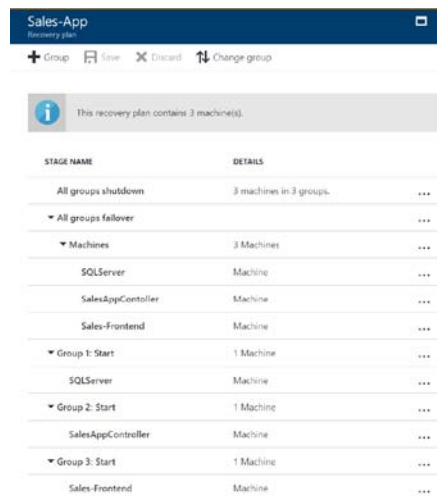 Sales-App
Recovery plan
Group Save Discard Change group
This recovery plan contains 3 machine(s).
STAGE NAME DETAILS
All groups shutdown 3 machines in 3 groups. ...
All groups failover ...
Machines 3 Machines ...
SQLServer Machine ...
SalesAppContoller Machine ...
Sales-Frontend Machine ...
Group 1: Start 1 Machine ...
SQLServer Machine ...
Group 2: Start 1 Machine ...
SalesAppController Machine ...
Group 3: Start 1 Machine ...
Sales-Frontend Machine ...